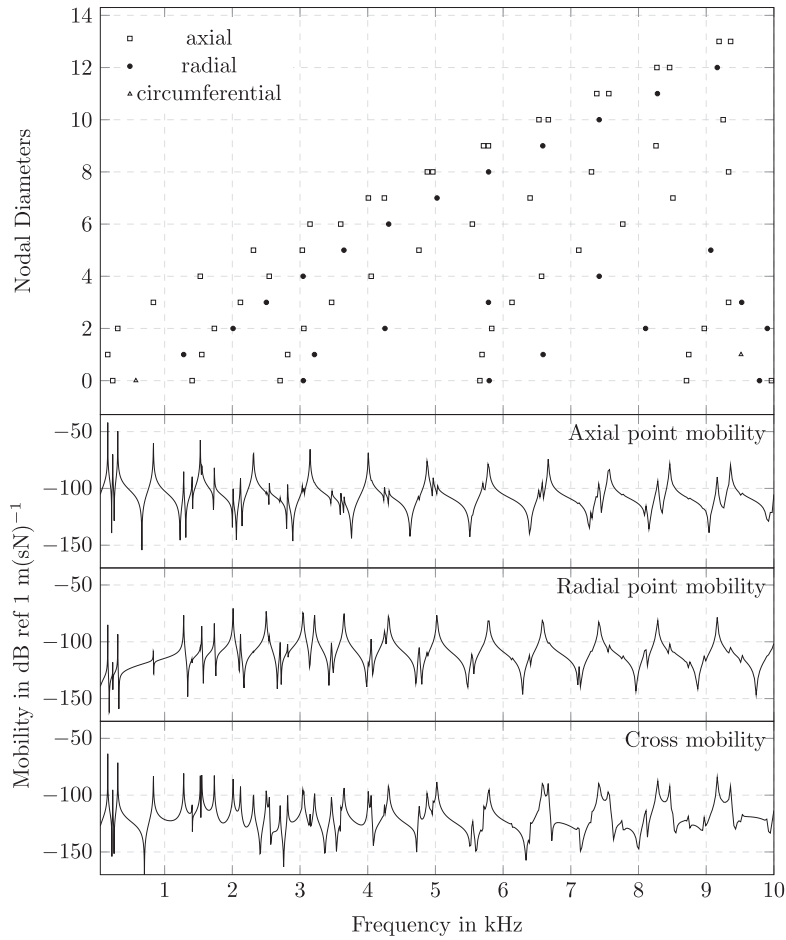 14
12
10
8
6
4
2
0
Nodal Diameters
axial
radial
circumferential
−50
−100
−150
Axial point mobility
−50
−100
−150
Radial point mobility
−50
−100
−150
Cross mobility
Mobility in dB ref 1 m(sN)⁻¹
1 2 3 4 5 6 7 8 9 10
Frequency in kHz